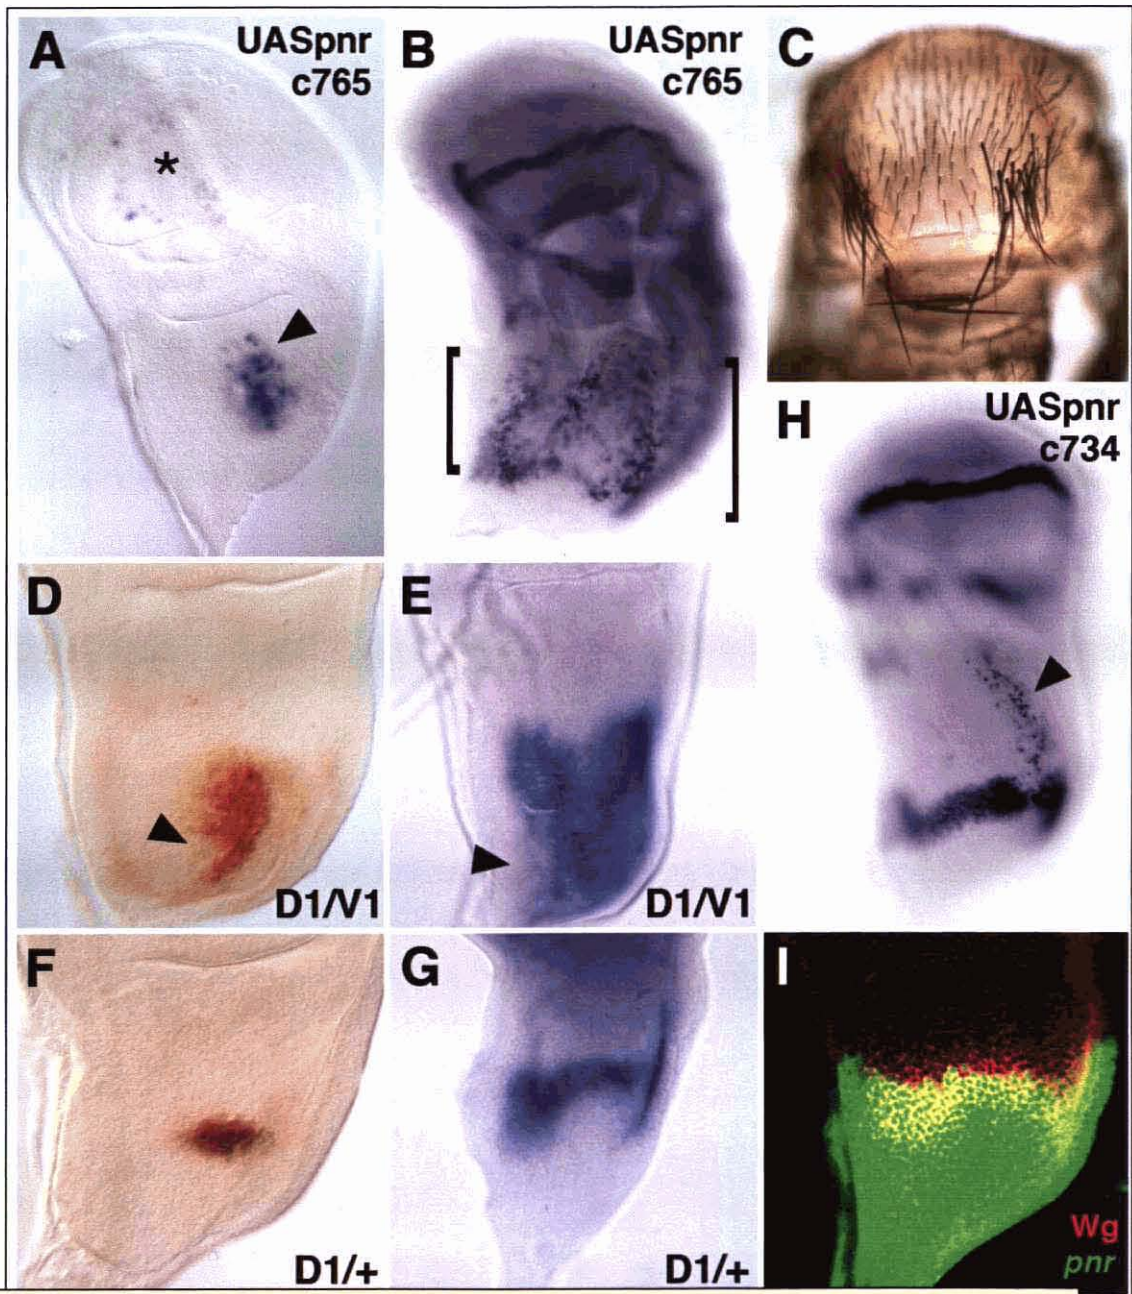 A
UASpnr
c765
*
B
UASpnr
c765
C
D
D1/V1
E
D1/V1
H
UASpnr
c734
F
D1/+
G
D1/+
I
Wg
pnr